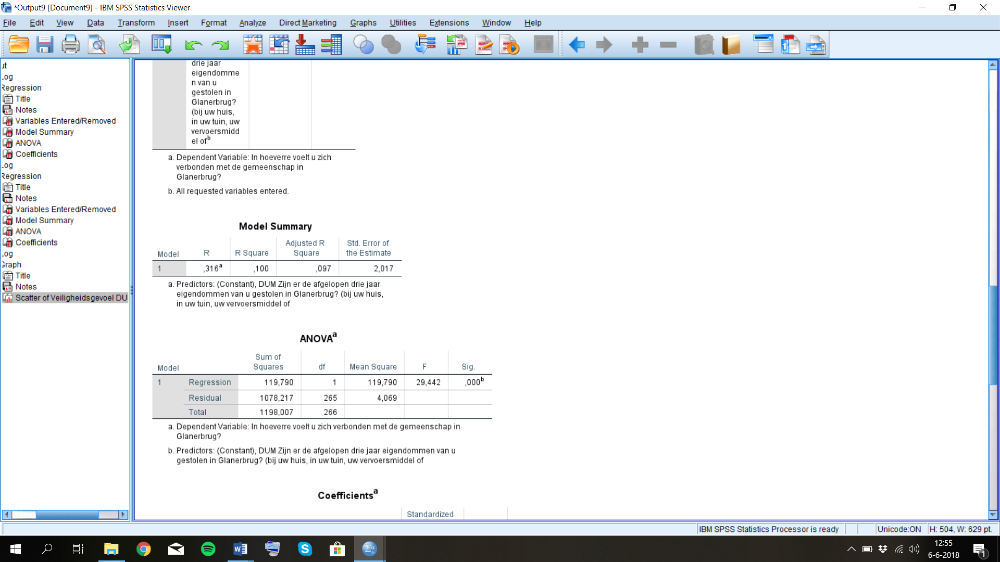 *Output9 [Document9] - IBM SPSS Statistics Viewer
File Edit View Data Transform Insert Format Analyze Direct Marketing Graphs Utilities Extensions Window Help
ut
Log
Regression
Title
Notes
Variables Entered/Removed
Model Summary
ANOVA
Coefficients
Log
Regression
Title
Notes
Variables Entered/Removed
Model Summary
ANOVA
Coefficients
Log
Graph
Title
Notes
Scatter of Veiligheidsgevoel DU
drie jaar
eigendomme
n van u
gestolen in
Glanerbrug?
(bij uw huis,
in uw tuin, uw
vervoersmidd
el of b
a. Dependent Variable: In hoeverre voelt u zich
verbonden met de gemeenschap in
Glanerbrug?
b. All requested variables entered.
Model Summary
Model R R Square Adjusted R Square Std. Error of the Estimate
1 ,316a ,100 ,097 2,017
a. Predictors: (Constant), DUM Zijn er de afgelopen drie jaar
eigendommen van u gestolen in Glanerbrug? (bij uw huis,
in uw tuin, uw vervoersmiddel of
ANOVAa
Model Sum of Squares df Mean Square F Sig.
1 Regression 119,790 1 119,790 29,442 ,000b
Residual 1078,217 265 4,069
Total 1198,007 266
a. Dependent Variable: In hoeverre voelt u zich verbonden met de gemeenschap in
Glanerbrug?
b. Predictors: (Constant), DUM Zijn er de afgelopen drie jaar eigendommen van u
gestolen in Glanerbrug? (bij uw huis, in uw tuin, uw vervoersmiddel of
Coefficientsa
Standardized
IBM SPSS Statistics Processor is ready Unicode:ON H: 504, W: 629 pt.
12:55
6-6-2018
1